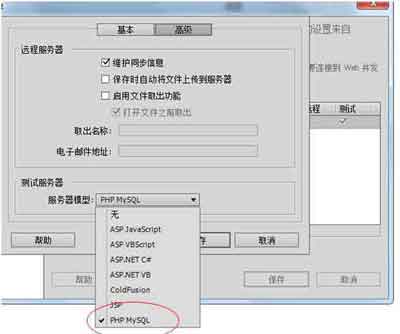 基本 高级
的设置来自
远程服务器
维护同步信息
保存时自动将文件上传到服务器
启用文件取出功能
打开文件之前取出
取出名称:
电子邮件地址:
要连接到 Web 并发
程 测试
测试服务器
服务器模型: PHP MySQL
无
ASP JavaScript
ASP VBScript
ASP.NET C#
ASP.NET VB
ColdFusion
JSP
PHP MySQL
帮助 存 取消
帮助 保存 取消